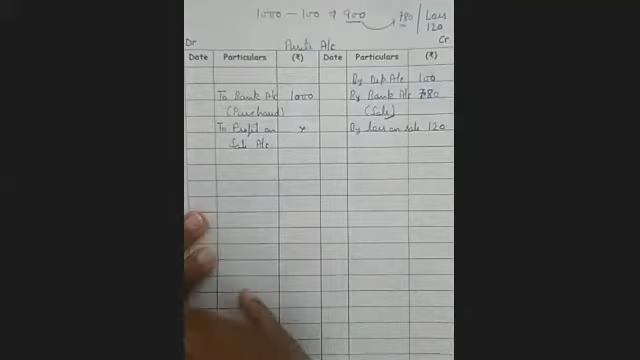 1000 – 100 ⇒ 900
780 | Loss
120
Dr
Cr
Date Particulars (₹) Date Particulars (₹)
By Dep A/c 100
To Bank A/c 1000 By Bank A/c 780
(Purchased) (Sale)
To Profit on × By loss on sale 120
Sale A/c